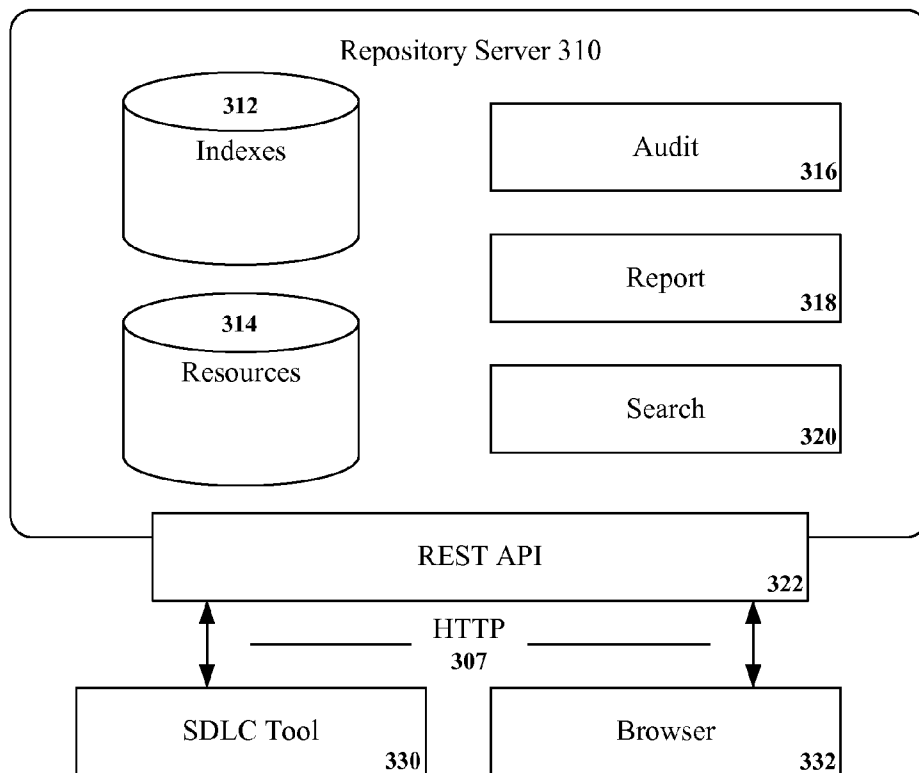 Repository Server 310
312
Indexes
Audit
316
Report
318
314
Resources
Search
320
REST API
322
HTTP
307
SDLC Tool
330
Browser
332